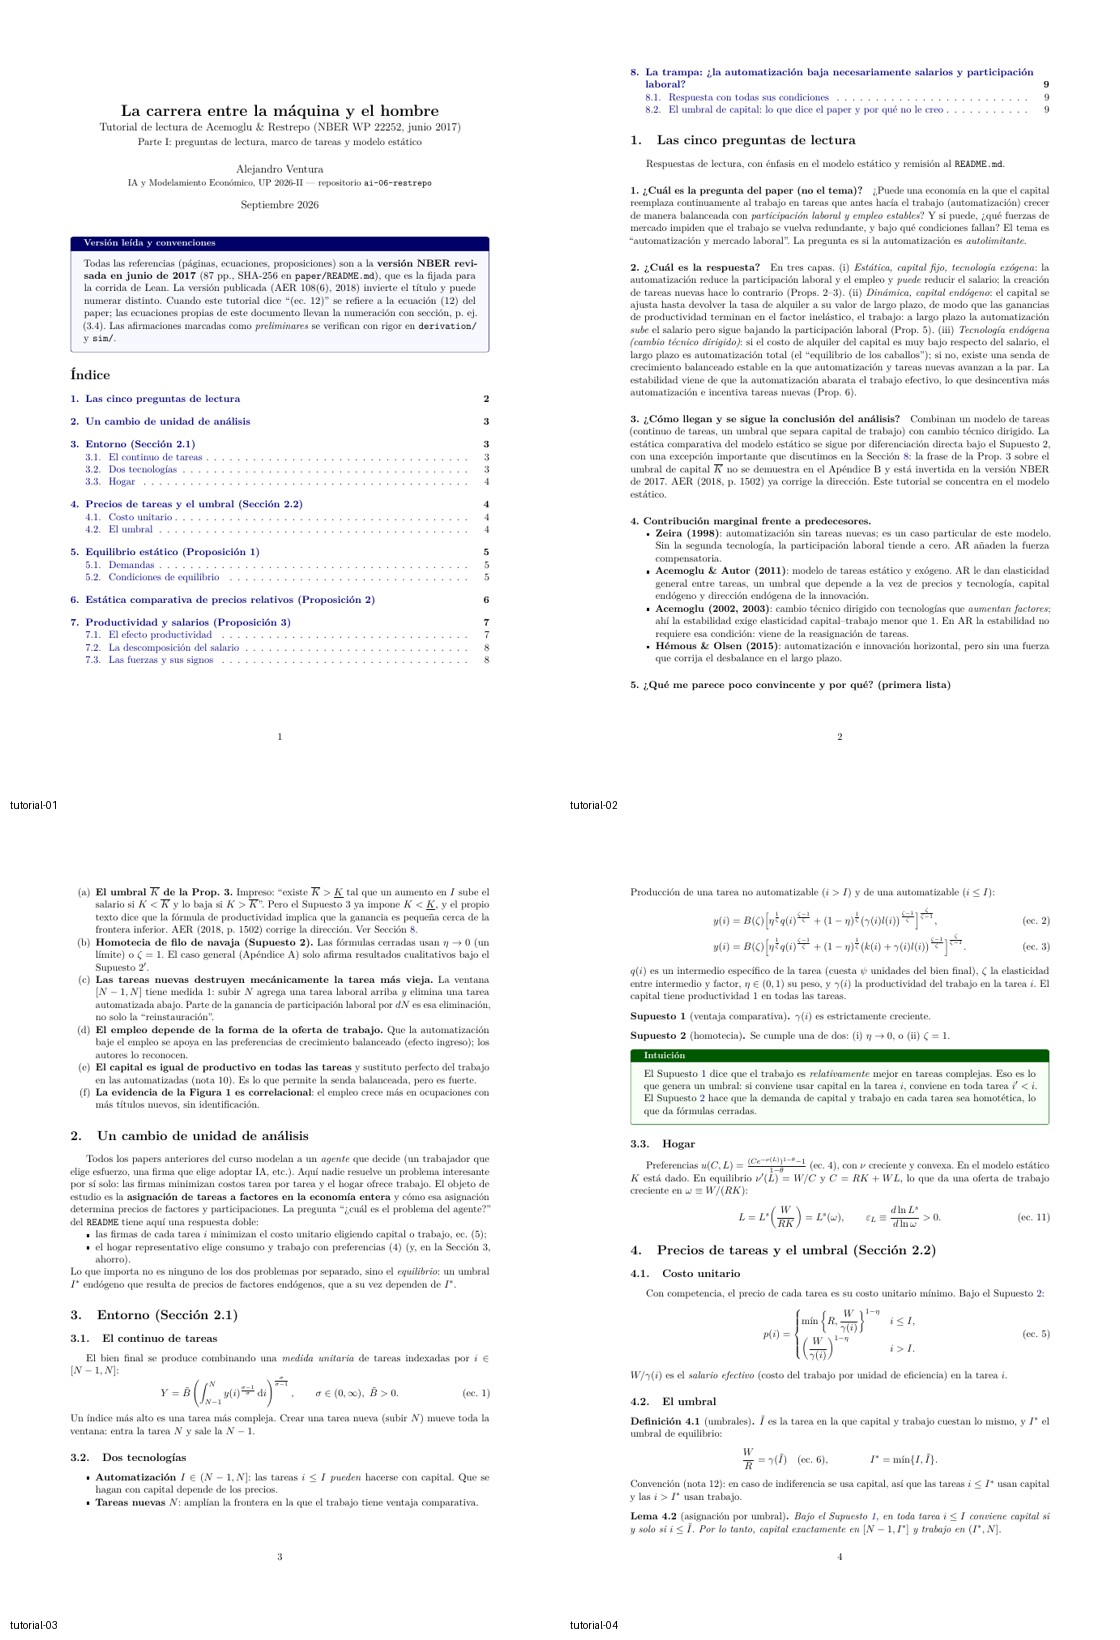 La carrera entre la máquina y el hombre
Tutorial de lectura de Acemoglu & Restrepo (NBER WP 22252, junio 2017)
Parte I: preguntas de lectura, marco de tareas y modelo estático
Alejandro Ventura
IA y Modelamiento Económico, UP 2026-II — repositorio ai-06-restrepo
Septiembre 2026
Versión leída y convenciones
Todas las referencias (páginas, ecuaciones, proposiciones) son a la versión NBER revi-
sada en junio de 2017 (87 pp., SHA-256 en paper/README.md), que es la fijada para
la corrida de Lean. La versión publicada (AER 108(6), 2018) invierte el título y puede
numerar distinto. Cuando este tutorial dice “(ec. 12)” se refiere a la ecuación (12) del
paper; las ecuaciones propias de este documento llevan la numeración con sección, p. ej.
(3.4). Las afirmaciones marcadas como preliminares se verifican con rigor en derivation/
y sim/.
Índice
1. Las cinco preguntas de lectura 2
2. Un cambio de unidad de análisis 3
3. Entorno (Sección 2.1) 3
3.1. El continuo de tareas . . . 3
3.2. Dos tecnologías . . . 3
3.3. Hogar . . . 4
4. Precios de tareas y el umbral (Sección 2.2) 4
4.1. Costo unitario . . . 4
4.2. El umbral . . . 4
5. Equilibrio estático (Proposición 1) 5
5.1. Demandas . . . 5
5.2. Condiciones de equilibrio . . . 5
6. Estática comparativa de precios relativos (Proposición 2) 6
7. Productividad y salarios (Proposición 3) 7
7.1. El efecto productividad . . . 7
7.2. La descomposición del salario . . . 8
7.3. Las fuerzas y sus signos . . . 8
1
tutorial-01
8. La trampa: ¿la automatización baja necesariamente salarios y participación
laboral? 9
8.1. Respuesta con todas sus condiciones . . . 9
8.2. El umbral de capital: lo que dice el paper y por qué no le creo . . . 9
1. Las cinco preguntas de lectura
Respuestas de lectura, con énfasis en el modelo estático y remisión al README.md.
1. ¿Cuál es la pregunta del paper (no el tema)? ¿Puede una economía en la que el capital
reemplaza continuamente al trabajo en tareas que antes hacía el trabajo (automatización) crecer
de manera balanceada con participación laboral y empleo estables? Y si puede, ¿qué fuerzas de
mercado impiden que el trabajo se vuelva redundante, y bajo qué condiciones fallan? El tema es
“automatización y mercado laboral”. La pregunta es si la automatización es autolimitante.
2. ¿Cuál es la respuesta? En tres capas. (i) Estática, capital fijo, tecnología exógena: la
automatización reduce la participación laboral y el empleo y puede reducir el salario; la creación
de tareas nuevas hace lo contrario (Props. 2–3). (ii) Dinámica, capital endógeno: el capital se
ajusta hasta devolver la tasa de alquiler a su valor de largo plazo, de modo que las ganancias
de productividad terminan en el factor inelástico, el trabajo: a largo plazo la automatización
sube el salario pero sigue bajando la participación laboral (Prop. 5). (iii) Tecnología endógena
(cambio técnico dirigido): si el costo de alquiler del capital es muy bajo respecto del salario, el
largo plazo es automatización total (el “equilibrio de los caballos”); si no, existe una senda de
crecimiento balanceado estable en la que automatización y tareas nuevas avanzan a la par. La
estabilidad viene de que la automatización abarata el trabajo efectivo, lo que desincentiva más
automatización e incentiva tareas nuevas (Prop. 6).
3. ¿Cómo llegan y se sigue la conclusión del análisis? Combinan un modelo de tareas
(continuo de tareas, un umbral que separa capital de trabajo) con cambio técnico dirigido. La
estática comparativa del modelo estático se sigue por diferenciación directa bajo el Supuesto 2,
con una excepción importante que discutimos en la Sección 8: la frase de la Prop. 3 sobre el
umbral de capital K̅ no se demuestra en el Apéndice B y está invertida en la versión NBER
de 2017. AER (2018, p. 1502) ya corrige la dirección. Este tutorial se concentra en el modelo
estático.
4. Contribución marginal frente a predecesores.
• Zeira (1998): automatización sin tareas nuevas; es un caso particular de este modelo.
Sin la segunda tecnología, la participación laboral tiende a cero. AR añaden la fuerza
compensatoria.
• Acemoglu & Autor (2011): modelo de tareas estático y exógeno. AR le dan elasticidad
general entre tareas, un umbral que depende a la vez de precios y tecnología, capital
endógeno y dirección endógena de la innovación.
• Acemoglu (2002, 2003): cambio técnico dirigido con tecnologías que aumentan factores;
ahí la estabilidad exige elasticidad capital–trabajo menor que 1. En AR la estabilidad no
requiere esa condición: viene de la reasignación de tareas.
• Hémous & Olsen (2015): automatización e innovación horizontal, pero sin una fuerza
que corrija el desbalance en el largo plazo.
5. ¿Qué me parece poco convincente y por qué? (primera lista)
2
tutorial-02
(a) El umbral K̅ de la Prop. 3. Impreso: “existe K̅ > K̲ tal que un aumento en I sube el
salario si K < K̅ y lo baja si K > K̅”. Pero el Supuesto 3 ya impone K < K̲, y el propio
texto dice que la fórmula de productividad implica que la ganancia es pequeña cerca de la
frontera inferior. AER (2018, p. 1502) corrige la dirección. Ver Sección 8.
(b) Homotecia de filo de navaja (Supuesto 2). Las fórmulas cerradas usan η → 0 (un
límite) o ζ = 1. El caso general (Apéndice A) solo afirma resultados cualitativos bajo el
Supuesto 2′.
(c) Las tareas nuevas destruyen mecánicamente la tarea más vieja. La ventana
[N − 1, N] tiene medida 1: subir N agrega una tarea laboral arriba y elimina una tarea
automatizada abajo. Parte de la ganancia de participación laboral por dN es esa eliminación,
no solo la “reinstauración”.
(d) El empleo depende de la forma de la oferta de trabajo. Que la automatización
baje el empleo se apoya en las preferencias de crecimiento balanceado (efecto ingreso); los
autores lo reconocen.
(e) El capital es igual de productivo en todas las tareas y sustituto perfecto del trabajo
en las automatizadas (nota 10). Es lo que permite la senda balanceada, pero es fuerte.
(f) La evidencia de la Figura 1 es correlacional: el empleo crece más en ocupaciones con
más títulos nuevos, sin identificación.
2. Un cambio de unidad de análisis
Todos los papers anteriores del curso modelan a un agente que decide (un trabajador que
elige esfuerzo, una firma que elige adoptar IA, etc.). Aquí nadie resuelve un problema interesante
por sí solo: las firmas minimizan costos tarea por tarea y el hogar ofrece trabajo. El objeto de
estudio es la asignación de tareas a factores en la economía entera y cómo esa asignación
determina precios de factores y participaciones. La pregunta “¿cuál es el problema del agente?”
del README tiene aquí una respuesta doble:
• las firmas de cada tarea i minimizan el costo unitario eligiendo capital o trabajo, ec. (5);
• el hogar representativo elige consumo y trabajo con preferencias (4) (y, en la Sección 3,
ahorro).
Lo que importa no es ninguno de los dos problemas por separado, sino el equilibrio: un umbral
I* endógeno que resulta de precios de factores endógenos, que a su vez dependen de I*.
3. Entorno (Sección 2.1)
3.1. El continuo de tareas
El bien final se produce combinando una medida unitaria de tareas indexadas por i ∈
[N − 1, N]:
Y = B̃ (∫_{N−1}^{N} y(i)^{(σ−1)/σ} di)^{σ/(σ−1)}, σ ∈ (0, ∞), B̃ > 0. (ec. 1)
Un índice más alto es una tarea más compleja. Crear una tarea nueva (subir N) mueve toda la
ventana: entra la tarea N y sale la N − 1.
3.2. Dos tecnologías
• Automatización I ∈ (N − 1, N]: las tareas i ≤ I pueden hacerse con capital. Que se
hagan con capital depende de los precios.
• Tareas nuevas N: amplían la frontera en la que el trabajo tiene ventaja comparativa.
3
tutorial-03
Producción de una tarea no automatizable (i > I) y de una automatizable (i ≤ I):
y(i) = B(ζ)[η^{1/ζ} q(i)^{(ζ−1)/ζ} + (1 − η)^{1/ζ} (γ(i)l(i))^{(ζ−1)/ζ}]^{ζ/(ζ−1)}, (ec. 2)
y(i) = B(ζ)[η^{1/ζ} q(i)^{(ζ−1)/ζ} + (1 − η)^{1/ζ} (k(i) + γ(i)l(i))^{(ζ−1)/ζ}]^{ζ/(ζ−1)}. (ec. 3)
q(i) es un intermedio específico de la tarea (cuesta ψ unidades del bien final), ζ la elasticidad
entre intermedio y factor, η ∈ (0, 1) su peso, y γ(i) la productividad del trabajo en la tarea i. El
capital tiene productividad 1 en todas las tareas.
Supuesto 1 (ventaja comparativa). γ(i) es estrictamente creciente.
Supuesto 2 (homotecia). Se cumple una de dos: (i) η → 0, o (ii) ζ = 1.
Intuición
El Supuesto 1 dice que el trabajo es relativamente mejor en tareas complejas. Eso es lo
que genera un umbral: si conviene usar capital en la tarea i, conviene en toda tarea i′ < i.
El Supuesto 2 hace que la demanda de capital y trabajo en cada tarea sea homotética, lo
que da fórmulas cerradas.
3.3. Hogar
Preferencias u(C, L) = ((Ce^{−ν(L)})^{1−θ} −1)/(1−θ) (ec. 4), con ν creciente y convexa. En el modelo estático
K está dado. En equilibrio ν′(L) = W/C y C = RK + WL, lo que da una oferta de trabajo
creciente en ω ≡ W/(RK):
L = L^s(W/RK) = L^s(ω), ε_L ≡ d ln L^s / d ln ω > 0. (ec. 11)
4. Precios de tareas y el umbral (Sección 2.2)
4.1. Costo unitario
Con competencia, el precio de cada tarea es su costo unitario mínimo. Bajo el Supuesto 2:
p(i) = { mín{R, W/γ(i)}^{1−η} i ≤ I,
(W/γ(i))^{1−η} i > I. (ec. 5)
W/γ(i) es el salario efectivo (costo del trabajo por unidad de eficiencia) en la tarea i.
4.2. El umbral
Definición 4.1 (umbrales). Ĩ es la tarea en la que capital y trabajo cuestan lo mismo, y I* el
umbral de equilibrio:
W/R = γ(Ĩ) (ec. 6), I* = mín{I, Ĩ}.
Convención (nota 12): en caso de indiferencia se usa capital, así que las tareas i ≤ I* usan capital
y las i > I* usan trabajo.
Lema 4.2 (asignación por umbral). Bajo el Supuesto 1, en toda tarea i ≤ I conviene capital si
y solo si i ≤ Ĩ. Por lo tanto, capital exactamente en [N − 1, I*] y trabajo en (I*, N].
4
tutorial-04